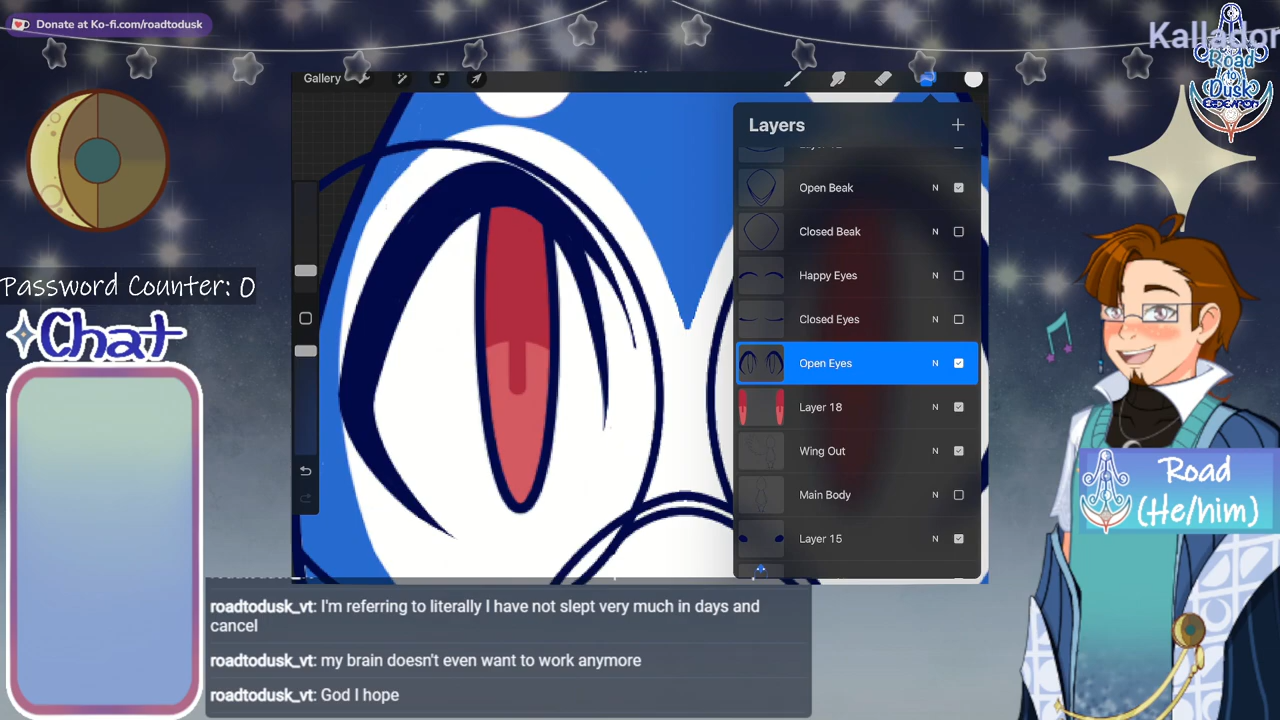 Donate at Ko-fi.com/roadtodusk
Kallador
Road
to
Dusk
Gallery
Layers
Open Beak N
Closed Beak N
Happy Eyes N
Closed Eyes N
Open Eyes N
Layer 18 N
Wing Out N
Main Body N
Layer 15 N
Password Counter: 0
Chat
Road
(He/him)
roadtodusk_vt: I'm referring to literally I have not slept very much in days and
cancel
roadtodusk_vt: my brain doesn't even want to work anymore
roadtodusk_vt: God I hope